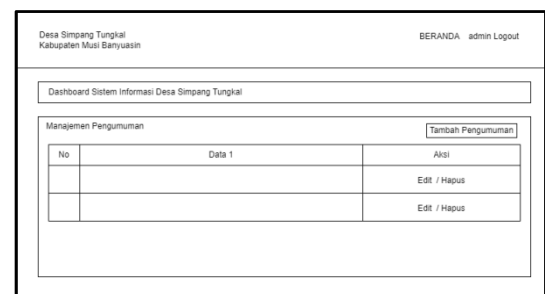 Desa Simpang Tungkal
Kabupaten Musi Banyuasin
BERANDA admin Logout
Dashboard Sistem Informasi Desa Simpang Tungkal
Manajemen Pengumuman
Tambah Pengumuman
No Data 1 Aksi
Edit / Hapus
Edit / Hapus